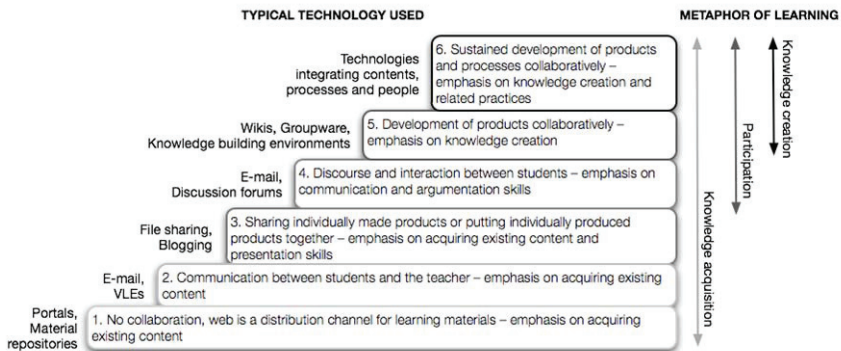 TYPICAL TECHNOLOGY USED
METAPHOR OF LEARNING
Technologies
integrating contents,
processes and people
6. Sustained development of products
and processes collaboratively –
emphasis on knowledge creation and
related practices
Wikis, Groupware,
Knowledge building environments
5. Development of products collaboratively –
emphasis on knowledge creation
E-mail,
Discussion forums
4. Discourse and interaction between students – emphasis on
communication and argumentation skills
File sharing,
Blogging
3. Sharing individually made products or putting individually produced
products together – emphasis on acquiring existing content and
presentation skills
E-mail,
VLEs
2. Communication between students and the teacher – emphasis on acquiring existing
content
Portals,
Material
repositories
1. No collaboration, web is a distribution channel for learning materials – emphasis on acquiring
existing content
Knowledge acquisition
Participation
Knowledge creation